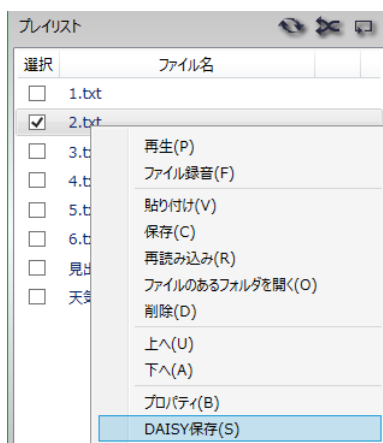 プレイリスト
選択 ファイル名
1.txt
2.txt
3.t
4.t
5.t
6.t
見出
天気
再生(P)
ファイル録音(F)
貼り付け(V)
保存(C)
再読み込み(R)
ファイルのあるフォルダを開く(O)
削除(D)
上へ(U)
下へ(A)
プロパティ(B)
DAISY保存(S)